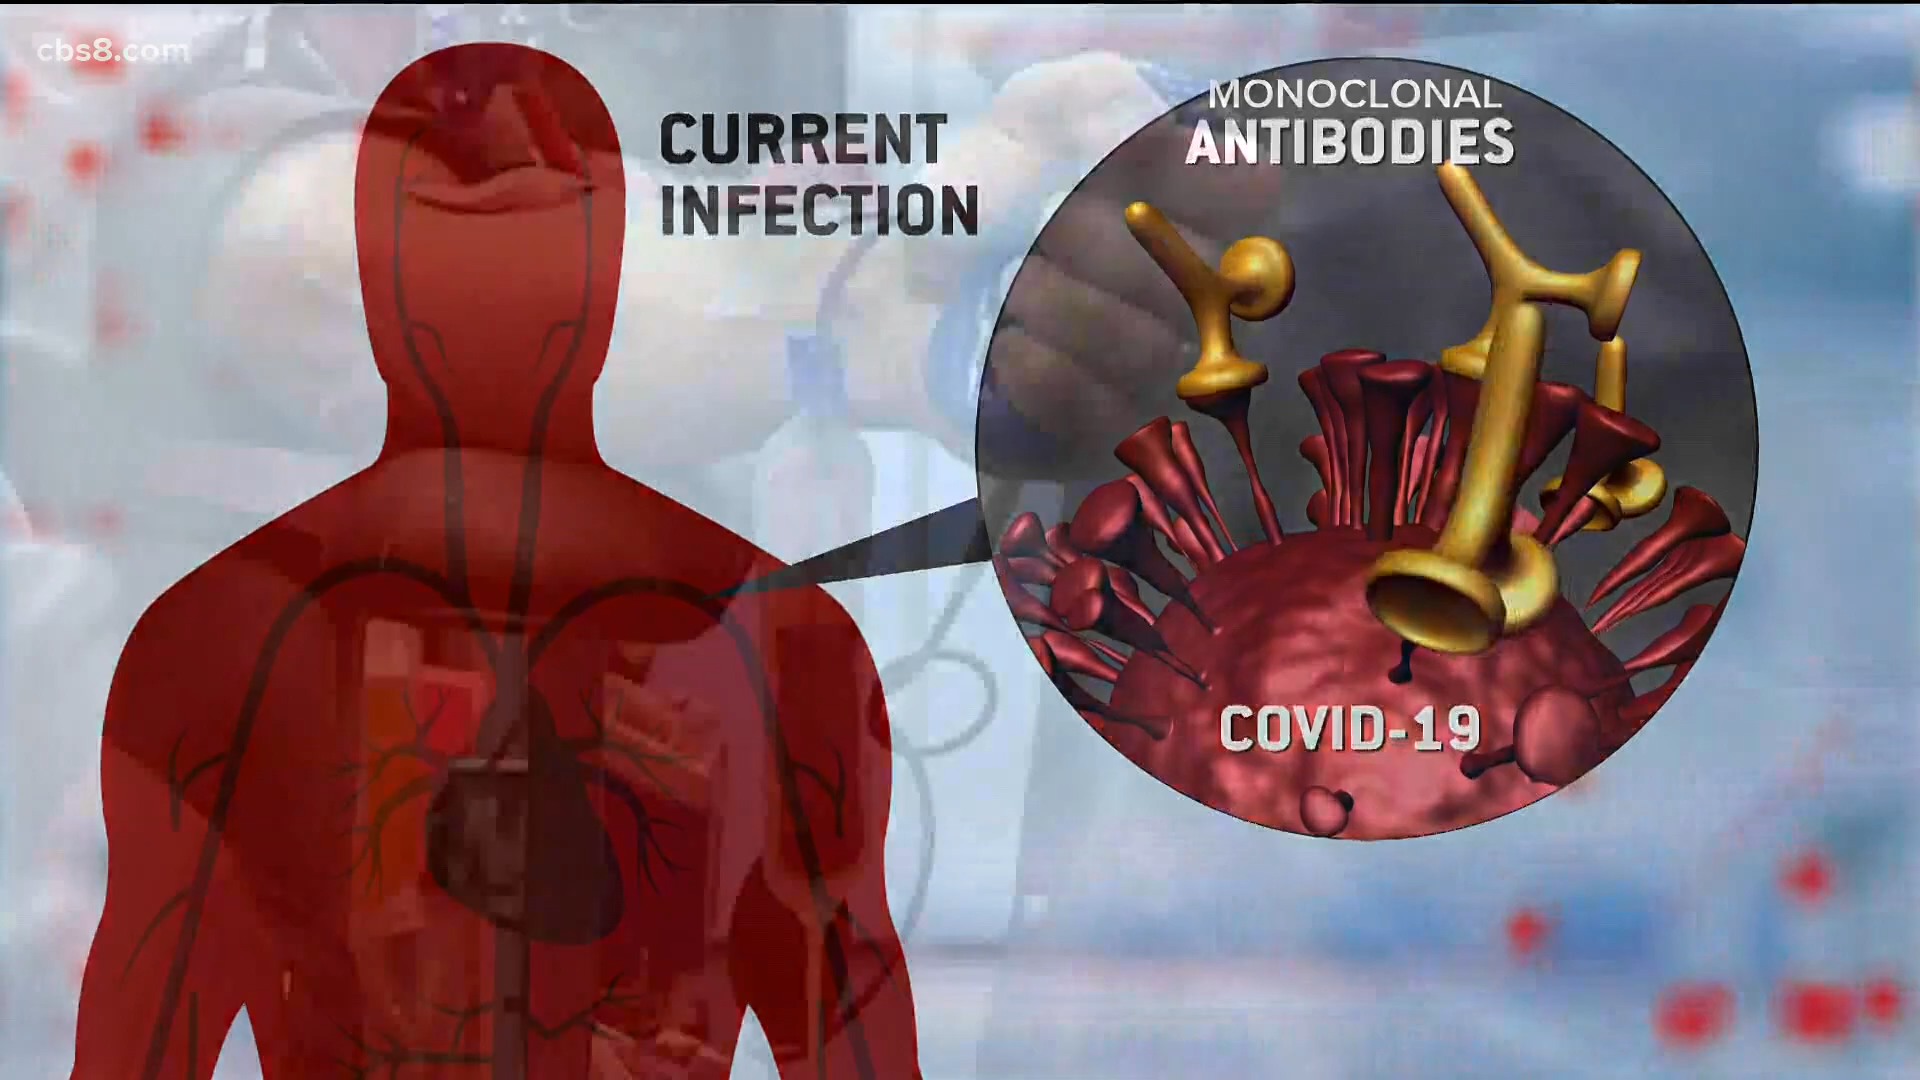 cbs8.com
CURRENT
INFECTION
MONOCLONAL
ANTIBODIES
COVID-19